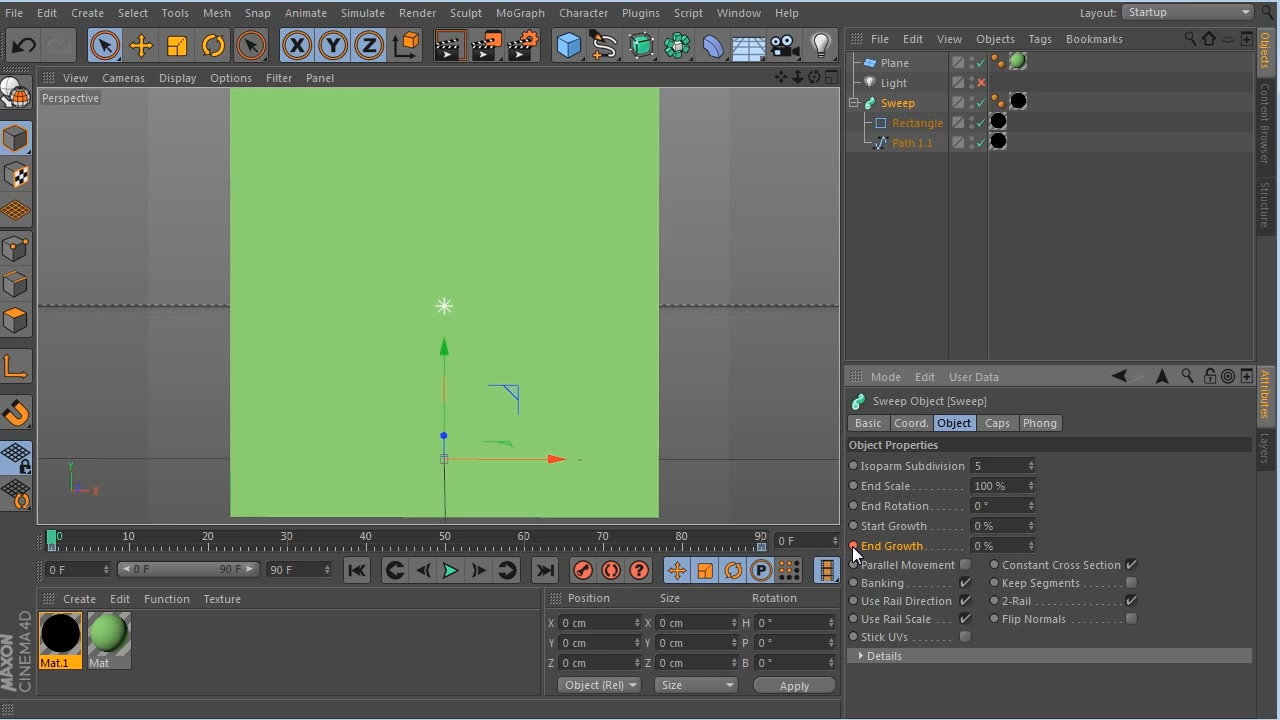 File Edit Create Select Tools Mesh Snap Animate Simulate Render Sculpt MoGraph Character Plugins Script Window Help Layout: Startup
X Y Z
File Edit View Objects Tags Bookmarks
View Cameras Display Options Filter Panel
Perspective
Plane
Light
Sweep
Rectangle
Path 1.1
Objects
Content Browser
Structure
Mode Edit User Data
Sweep Object [Sweep]
Basic Coord. Object Caps Phong
Object Properties
Isoparm Subdivision 5
End Scale . . . . . . . . 100 %
End Rotation . . . . . . 0 °
Start Growth . . . . . 0 %
End Growth . . . . . . 0 %
Parallel Movement Constant Cross Section
Banking . . . . . . . . . . Keep Segments . . . . . .
Use Rail Direction 2-Rail . . . . . . . . . . . . .
Use Rail Scale . . . Flip Normals . . . . . . . .
Stick UVs . . . . . . . .
Details
Attributes
Layers
Y
Z X
0 10 20 30 40 50 60 70 80 90 0 F
0 F 0 F 90 F 90 F
P
Create Edit Function Texture
Mat.1 Mat
Position Size Rotation
X 0 cm X 0 cm H 0 °
Y 0 cm Y 0 cm P 0 °
Z 0 cm Z 0 cm B 0 °
Object (Rel) Size Apply
MAXON
CINEMA4D